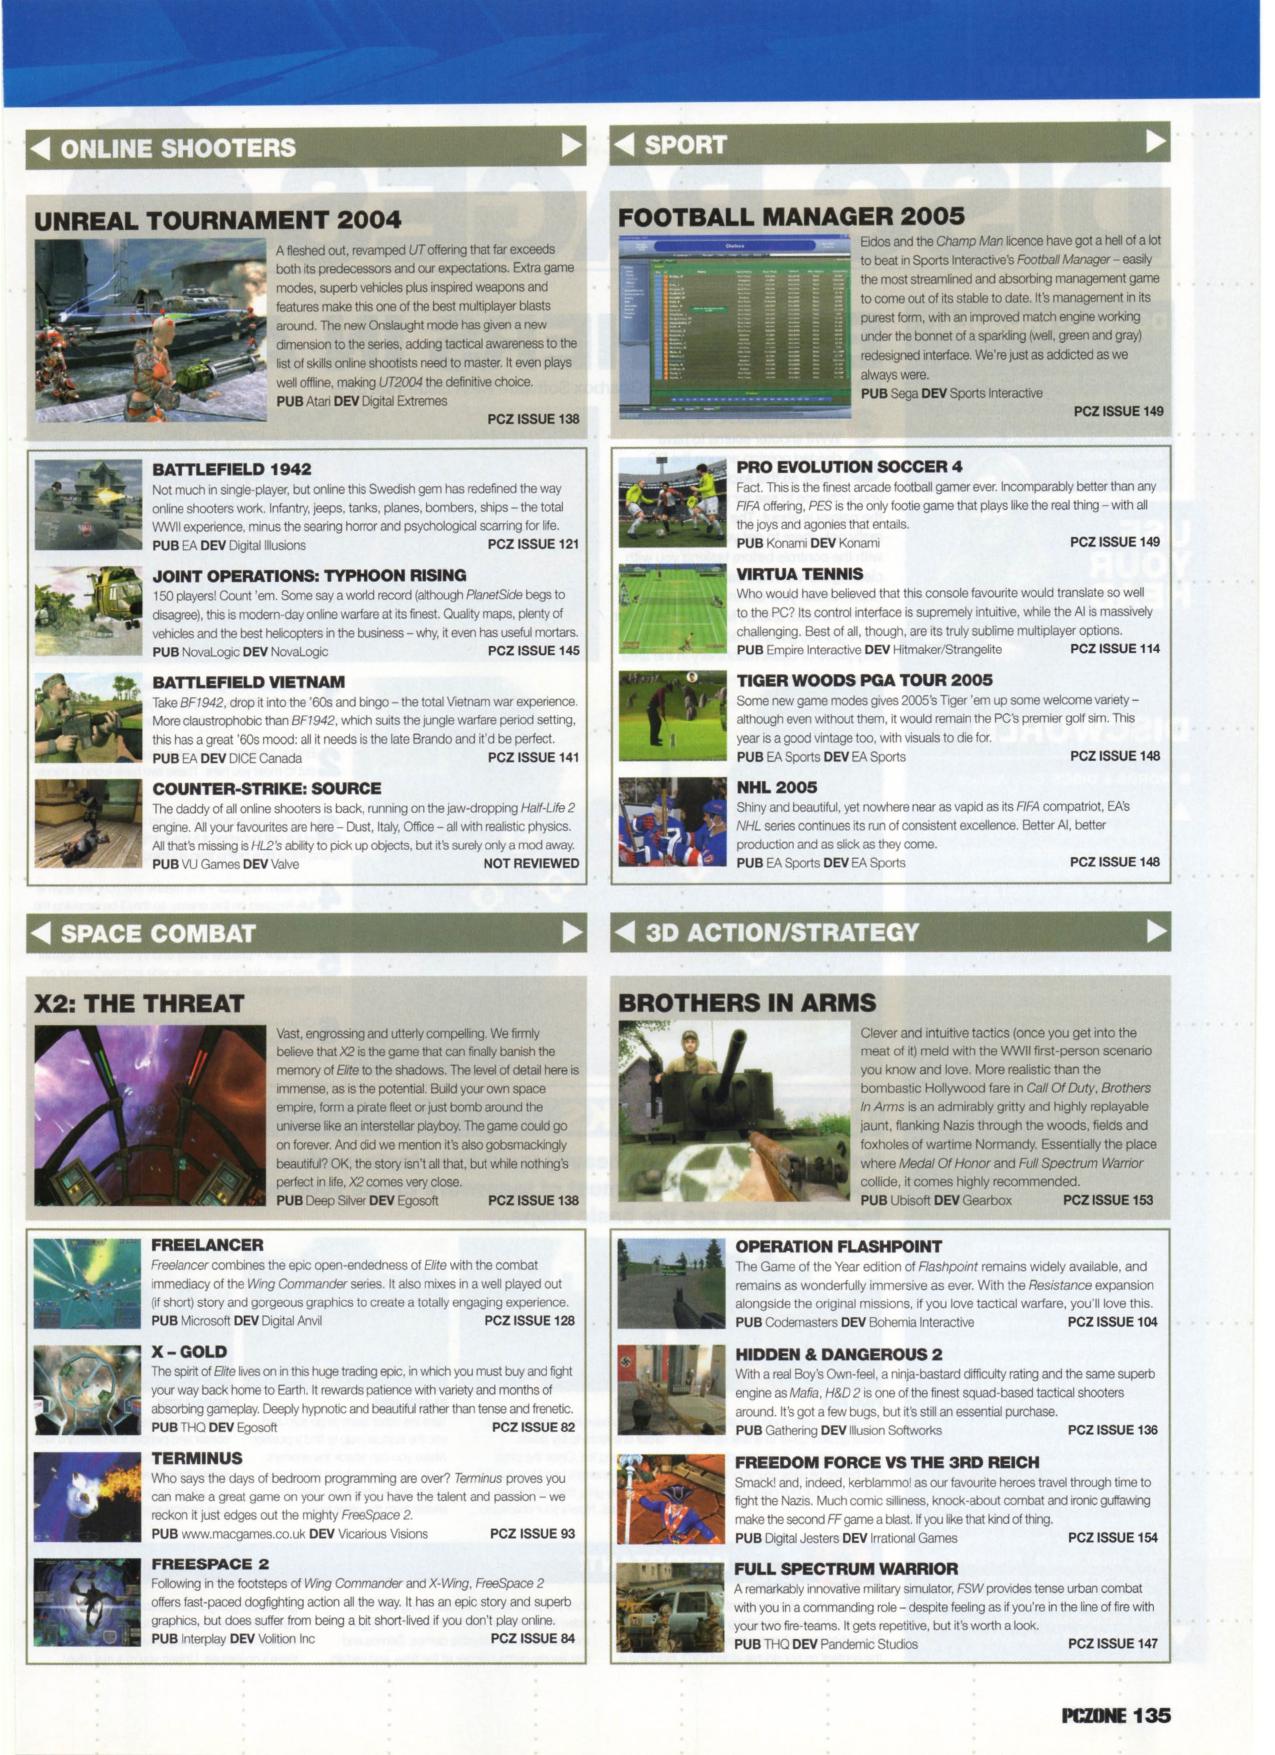 ONLINE SHOOTERS
UNREAL TOURNAMENT 2004
A fleshed out, revamped UT offering that far exceeds
both its predecessors and our expectations. Extra game
modes, superb vehicles plus inspired weapons and
features make this one of the best multiplayer blasts
around. The new Onslaught mode has given a new
dimension to the series, adding tactical awareness to the
list of skills online shootists need to master. It even plays
well offline, making UT2004 the definitive choice.
PUB Atari DEV Digital Extremes
PCZ ISSUE 138
BATTLEFIELD 1942
Not much in single-player, but online this Swedish gem has redefined the way
online shooters work. Infantry, jeeps, tanks, planes, bombers, ships – the total
WWII experience, minus the searing horror and psychological scarring for life.
PUB EA DEV Digital Illusions PCZ ISSUE 121
JOINT OPERATIONS: TYPHOON RISING
150 players! Count 'em. Some say a world record (although PlanetSide begs to
disagree), this is modern-day online warfare at its finest. Quality maps, plenty of
vehicles and the best helicopters in the business – why, it even has useful mortars.
PUB NovaLogic DEV NovaLogic PCZ ISSUE 145
BATTLEFIELD VIETNAM
Take BF1942, drop it into the '60s and bingo – the total Vietnam war experience.
More claustrophobic than BF1942, which suits the jungle warfare period setting,
this has a great '60s mood: all it needs is the late Brando and it'd be perfect.
PUB EA DEV DICE Canada PCZ ISSUE 141
COUNTER-STRIKE: SOURCE
The daddy of all online shooters is back, running on the jaw-dropping Half-Life 2
engine. All your favourites are here – Dust, Italy, Office – all with realistic physics.
All that's missing is HL2's ability to pick up objects, but it's surely only a mod away.
PUB VU Games DEV Valve NOT REVIEWED
SPORT
FOOTBALL MANAGER 2005
Chelsea
Eidos and the Champ Man licence have got a hell of a lot
to beat in Sports Interactive's Football Manager – easily
the most streamlined and absorbing management game
to come out of its stable to date. It's management in its
purest form, with an improved match engine working
under the bonnet of a sparkling (well, green and gray)
redesigned interface. We're just as addicted as we
always were.
PUB Sega DEV Sports Interactive
PCZ ISSUE 149
PRO EVOLUTION SOCCER 4
Fact. This is the finest arcade football gamer ever. Incomparably better than any
FIFA offering, PES is the only footie game that plays like the real thing – with all
the joys and agonies that entails.
PUB Konami DEV Konami PCZ ISSUE 149
VIRTUA TENNIS
Who would have believed that this console favourite would translate so well
to the PC? Its control interface is supremely intuitive, while the AI is massively
challenging. Best of all, though, are its truly sublime multiplayer options.
PUB Empire Interactive DEV Hitmaker/Strangelite PCZ ISSUE 114
TIGER WOODS PGA TOUR 2005
Some new game modes gives 2005's Tiger 'em up some welcome variety –
although even without them, it would remain the PC's premier golf sim. This
year is a good vintage too, with visuals to die for.
PUB EA Sports DEV EA Sports PCZ ISSUE 148
NHL 2005
Shiny and beautiful, yet nowhere near as vapid as its FIFA compatriot, EA's
NHL series continues its run of consistent excellence. Better AI, better
production and as slick as they come.
PUB EA Sports DEV EA Sports PCZ ISSUE 148
SPACE COMBAT
X2: THE THREAT
Vast, engrossing and utterly compelling. We firmly
believe that X2 is the game that can finally banish the
memory of Elite to the shadows. The level of detail here is
immense, as is the potential. Build your own space
empire, form a pirate fleet or just bomb around the
universe like an interstellar playboy. The game could go
on forever. And did we mention it's also gobsmackingly
beautiful? OK, the story isn't all that, but while nothing's
perfect in life, X2 comes very close.
PUB Deep Silver DEV Egosoft PCZ ISSUE 138
FREELANCER
Freelancer combines the epic open-endedness of Elite with the combat
immediacy of the Wing Commander series. It also mixes in a well played out
(if short) story and gorgeous graphics to create a totally engaging experience.
PUB Microsoft DEV Digital Anvil PCZ ISSUE 128
X – GOLD
The spirit of Elite lives on in this huge trading epic, in which you must buy and fight
your way back home to Earth. It rewards patience with variety and months of
absorbing gameplay. Deeply hypnotic and beautiful rather than tense and frenetic.
PUB THQ DEV Egosoft PCZ ISSUE 82
TERMINUS
Who says the days of bedroom programming are over? Terminus proves you
can make a great game on your own if you have the talent and passion – we
reckon it just edges out the mighty FreeSpace 2.
PUB www.macgames.co.uk DEV Vicarious Visions PCZ ISSUE 93
FREESPACE 2
Following in the footsteps of Wing Commander and X-Wing, FreeSpace 2
offers fast-paced dogfighting action all the way. It has an epic story and superb
graphics, but does suffer from being a bit short-lived if you don't play online.
PUB Interplay DEV Volition Inc PCZ ISSUE 84
3D ACTION/STRATEGY
BROTHERS IN ARMS
Clever and intuitive tactics (once you get into the
meat of it) meld with the WWII first-person scenario
you know and love. More realistic than the
bombastic Hollywood fare in Call Of Duty, Brothers
In Arms is an admirably gritty and highly replayable
jaunt, flanking Nazis through the woods, fields and
foxholes of wartime Normandy. Essentially the place
where Medal Of Honor and Full Spectrum Warrior
collide, it comes highly recommended.
PUB Ubisoft DEV Gearbox PCZ ISSUE 153
OPERATION FLASHPOINT
The Game of the Year edition of Flashpoint remains widely available, and
remains as wonderfully immersive as ever. With the Resistance expansion
alongside the original missions, if you love tactical warfare, you'll love this.
PUB Codemasters DEV Bohemia Interactive PCZ ISSUE 104
HIDDEN & DANGEROUS 2
With a real Boy's Own-feel, a ninja-bastard difficulty rating and the same superb
engine as Mafia, H&D 2 is one of the finest squad-based tactical shooters
around. It's got a few bugs, but it's still an essential purchase.
PUB Gathering DEV Illusion Softworks PCZ ISSUE 136
FREEDOM FORCE VS THE 3RD REICH
Smack! and, indeed, kerblammo! as our favourite heroes travel through time to
fight the Nazis. Much comic silliness, knock-about combat and ironic guffawing
make the second FF game a blast. If you like that kind of thing.
PUB Digital Jesters DEV Irrational Games PCZ ISSUE 154
FULL SPECTRUM WARRIOR
A remarkably innovative military simulator, FSW provides tense urban combat
with you in a commanding role – despite feeling as if you're in the line of fire with
your two fire-teams. It gets repetitive, but it's worth a look.
PUB THQ DEV Pandemic Studios PCZ ISSUE 147
PCZONE 135